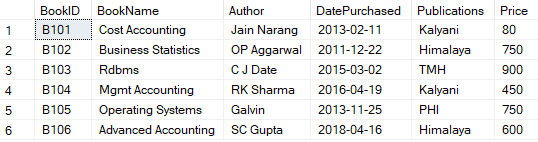 BookID BookName Author DatePurchased Publications Price
1 B101 Cost Accounting Jain Narang 2013-02-11 Kalyani 80
2 B102 Business Statistics OP Aggarwal 2011-12-22 Himalaya 750
3 B103 Rdbms C J Date 2015-03-02 TMH 900
4 B104 Mgmt Accounting RK Sharma 2016-04-19 Kalyani 450
5 B105 Operating Systems Galvin 2013-11-25 PHI 750
6 B106 Advanced Accounting SC Gupta 2018-04-16 Himalaya 600